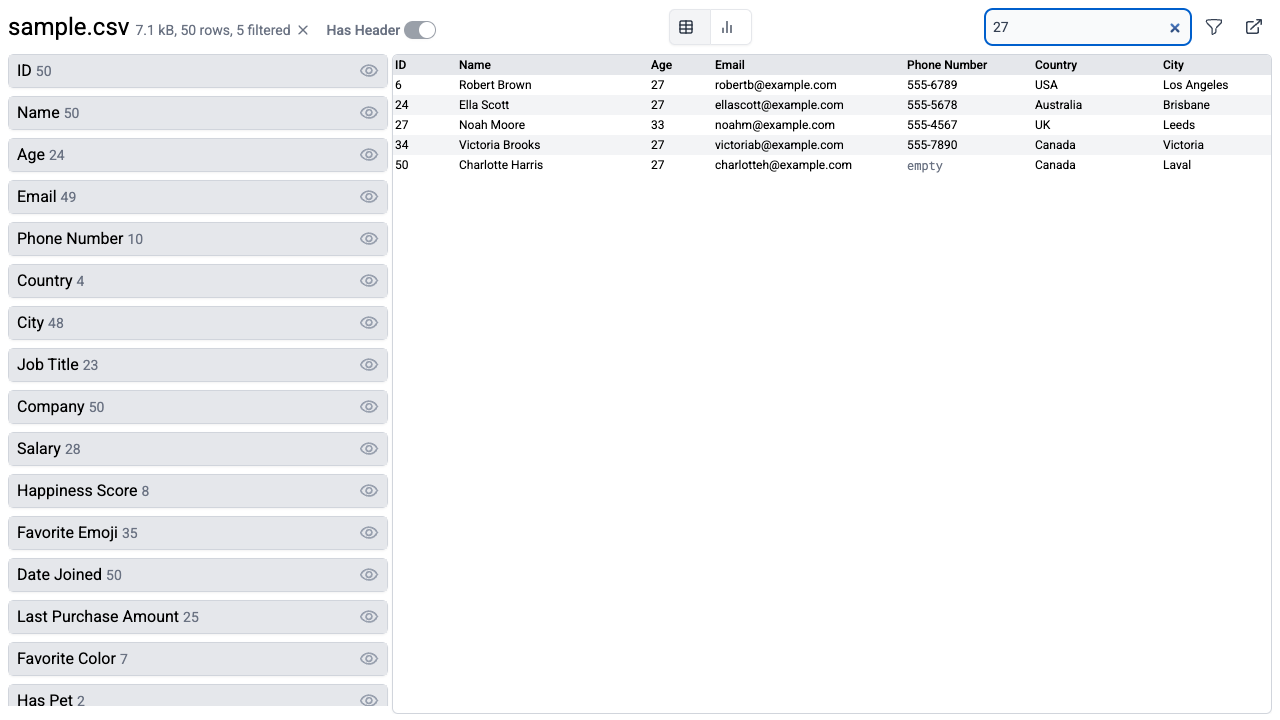 sample.csv 7.1 kB, 50 rows, 5 filtered Has Header 27
ID 50
Name 50
Age 24
Email 49
Phone Number 10
Country 4
City 48
Job Title 23
Company 50
Salary 28
Happiness Score 8
Favorite Emoji 35
Date Joined 50
Last Purchase Amount 25
Favorite Color 7
Has Pet 2
ID Name Age Email Phone Number Country City
6 Robert Brown 27 robertb@example.com 555-6789 USA Los Angeles
24 Ella Scott 27 ellascott@example.com 555-5678 Australia Brisbane
27 Noah Moore 33 noahm@example.com 555-4567 UK Leeds
34 Victoria Brooks 27 victoriab@example.com 555-7890 Canada Victoria
50 Charlotte Harris 27 charlotteh@example.com empty Canada Laval